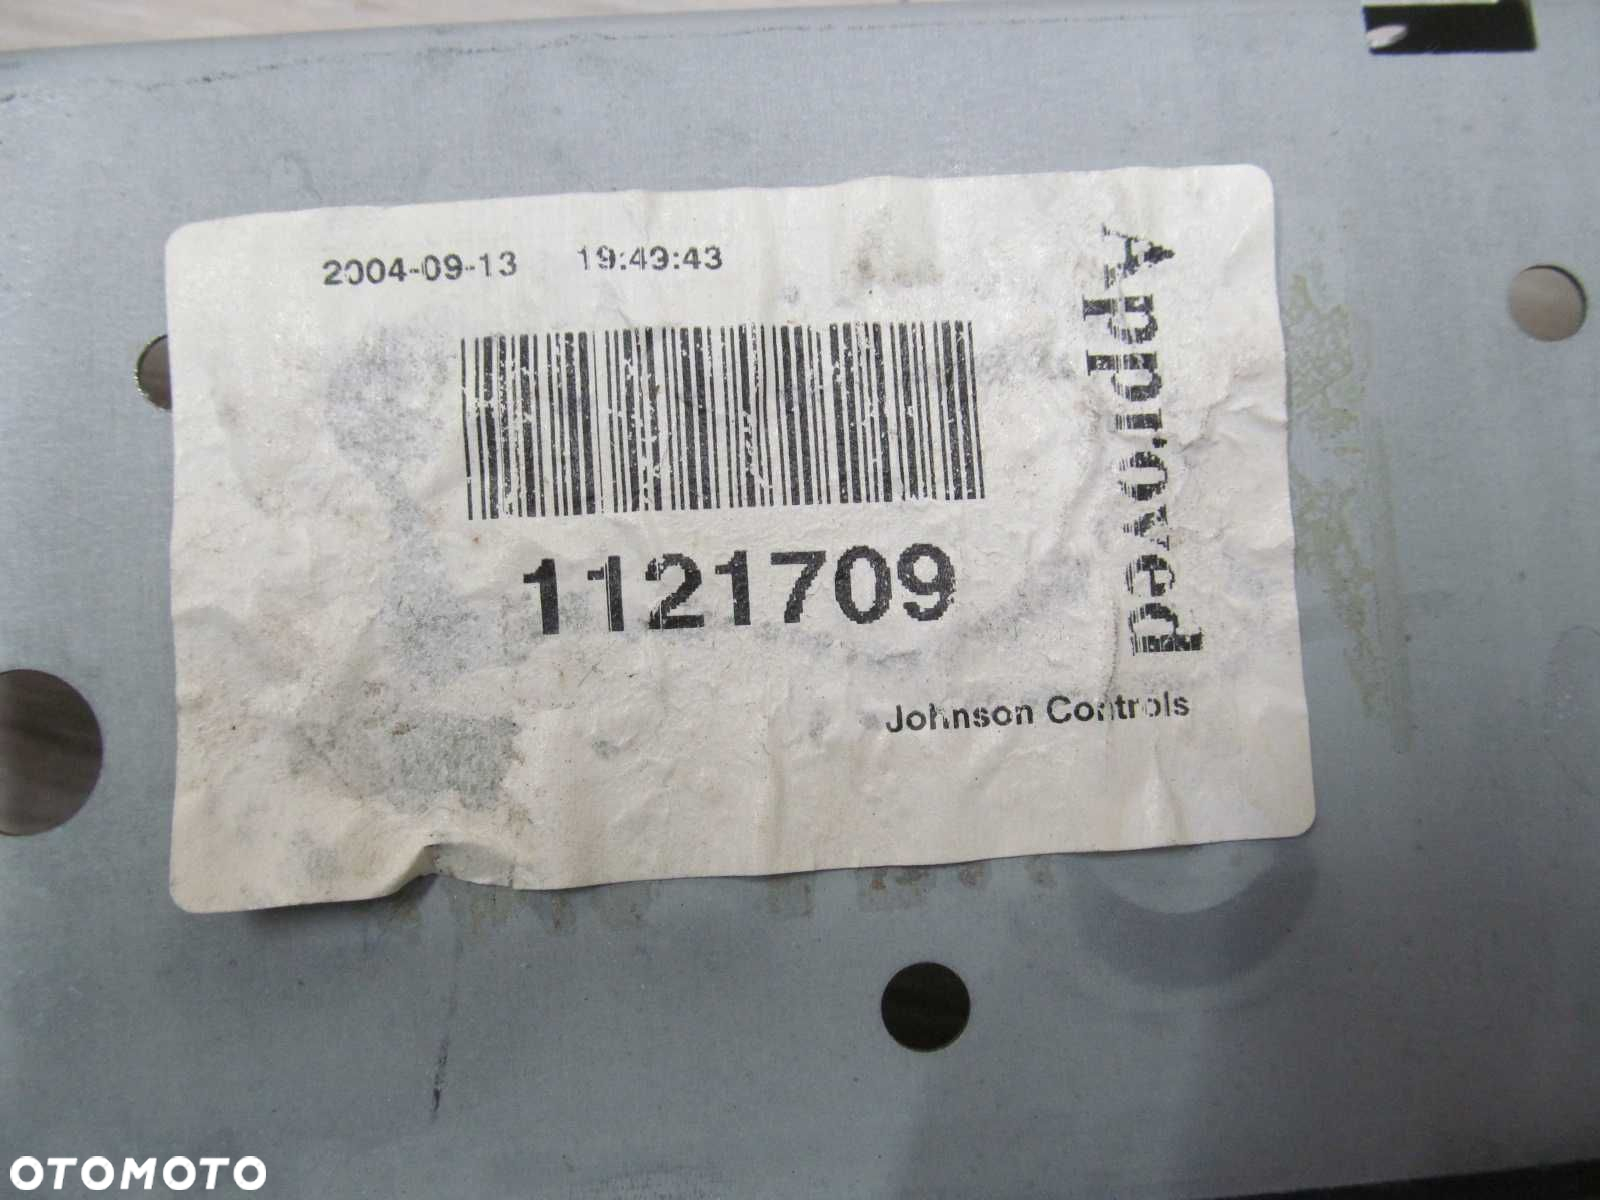 2004-09-13 19:43:43
1121709
Approved
Johnson Controls
OTOMOTO